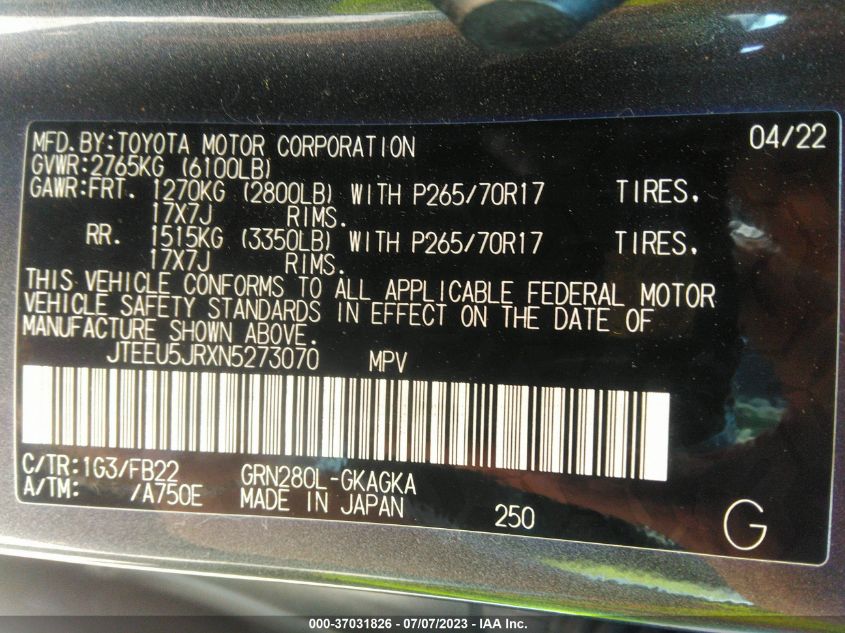 MFD.BY:TOYOTA MOTOR CORPORATION 04/22
GVWR:2765KG (6100LB)
GAWR:FRT. 1270KG (2800LB) WITH P265/70R17 TIRES,
17X7J RIMS.
RR. 1515KG (3350LB) WITH P265/70R17 TIRES,
17X7J RIMS.
THIS VEHICLE CONFORMS TO ALL APPLICABLE FEDERAL MOTOR
VEHICLE SAFETY STANDARDS IN EFFECT ON THE DATE OF
MANUFACTURE SHOWN ABOVE.
JTEEU5JRXN5273070 MPV
C/TR:1G3/FB22 GRN280L-GKAGKA
A/TM: /A750E MADE IN JAPAN 250 G
000-37031826 / 07/07/2023 - IAA Inc.